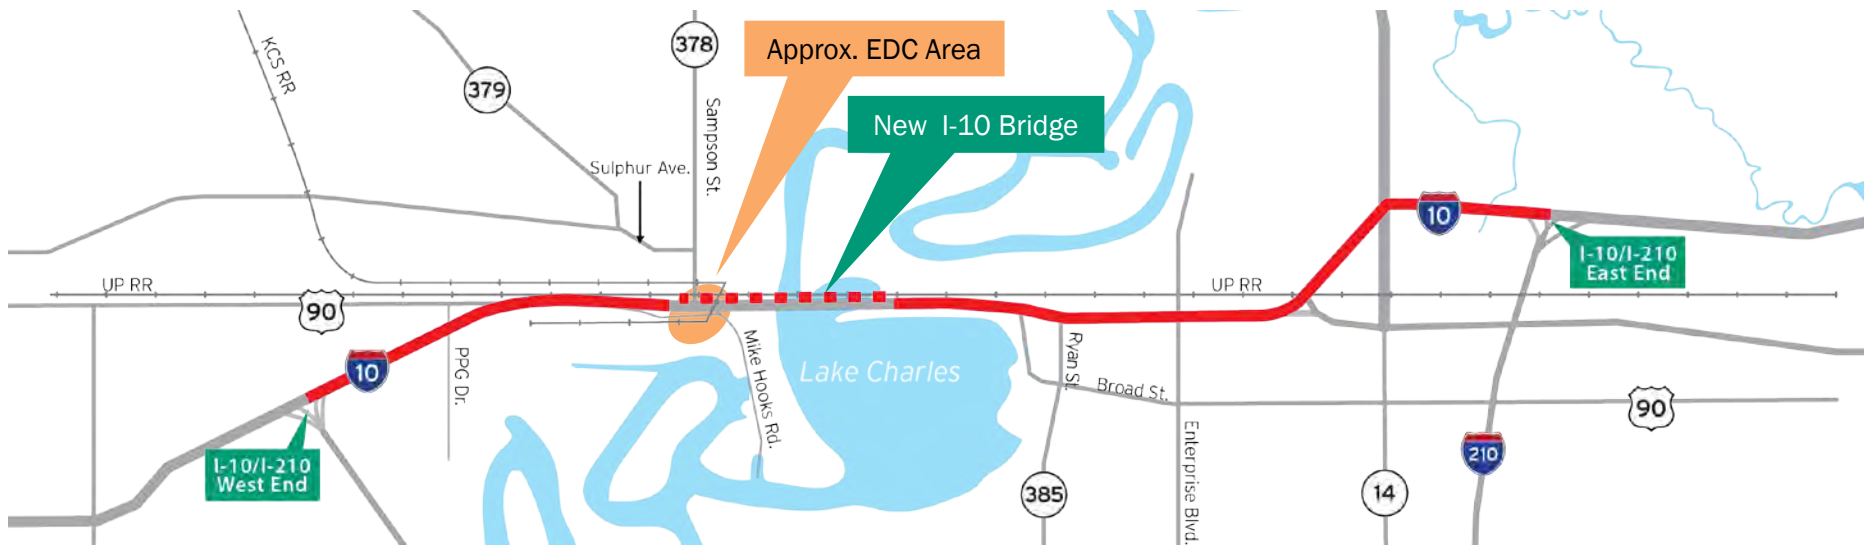 KCS RR
379
378
Sampson St.
Approx. EDC Area
New I-10 Bridge
Sulphur Ave.
10
I-10/I-210
East End
UP RR
UP RR
90
Mike Hooks Rd.
PPG Dr.
10
Lake Charles
Ryan St.
Broad St.
90
Enterprise Blvd.
I-10/I-210
West End
210
385
14